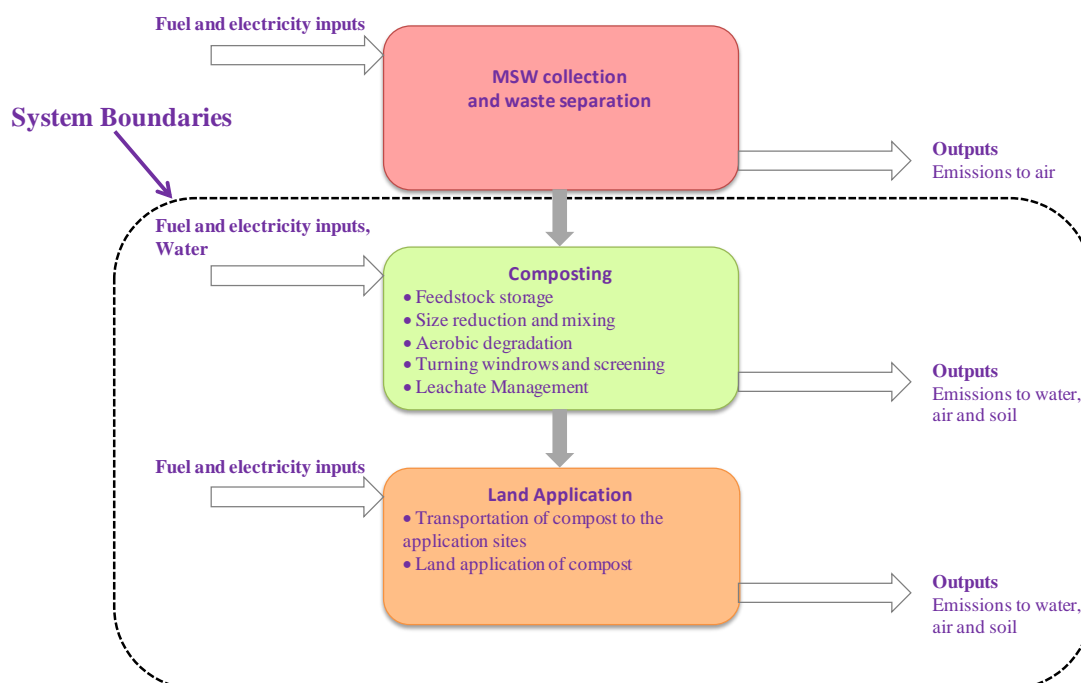 Fuel and electricity inputs
MSW collection
and waste separation
System Boundaries
Outputs
Emissions to air
Fuel and electricity inputs,
Water
Composting
• Feedstock storage
• Size reduction and mixing
• Aerobic degradation
• Turning windrows and screening
• Leachate Management
Outputs
Emissions to water,
air and soil
Fuel and electricity inputs
Land Application
• Transportation of compost to the
application sites
• Land application of compost
Outputs
Emissions to water,
air and soil